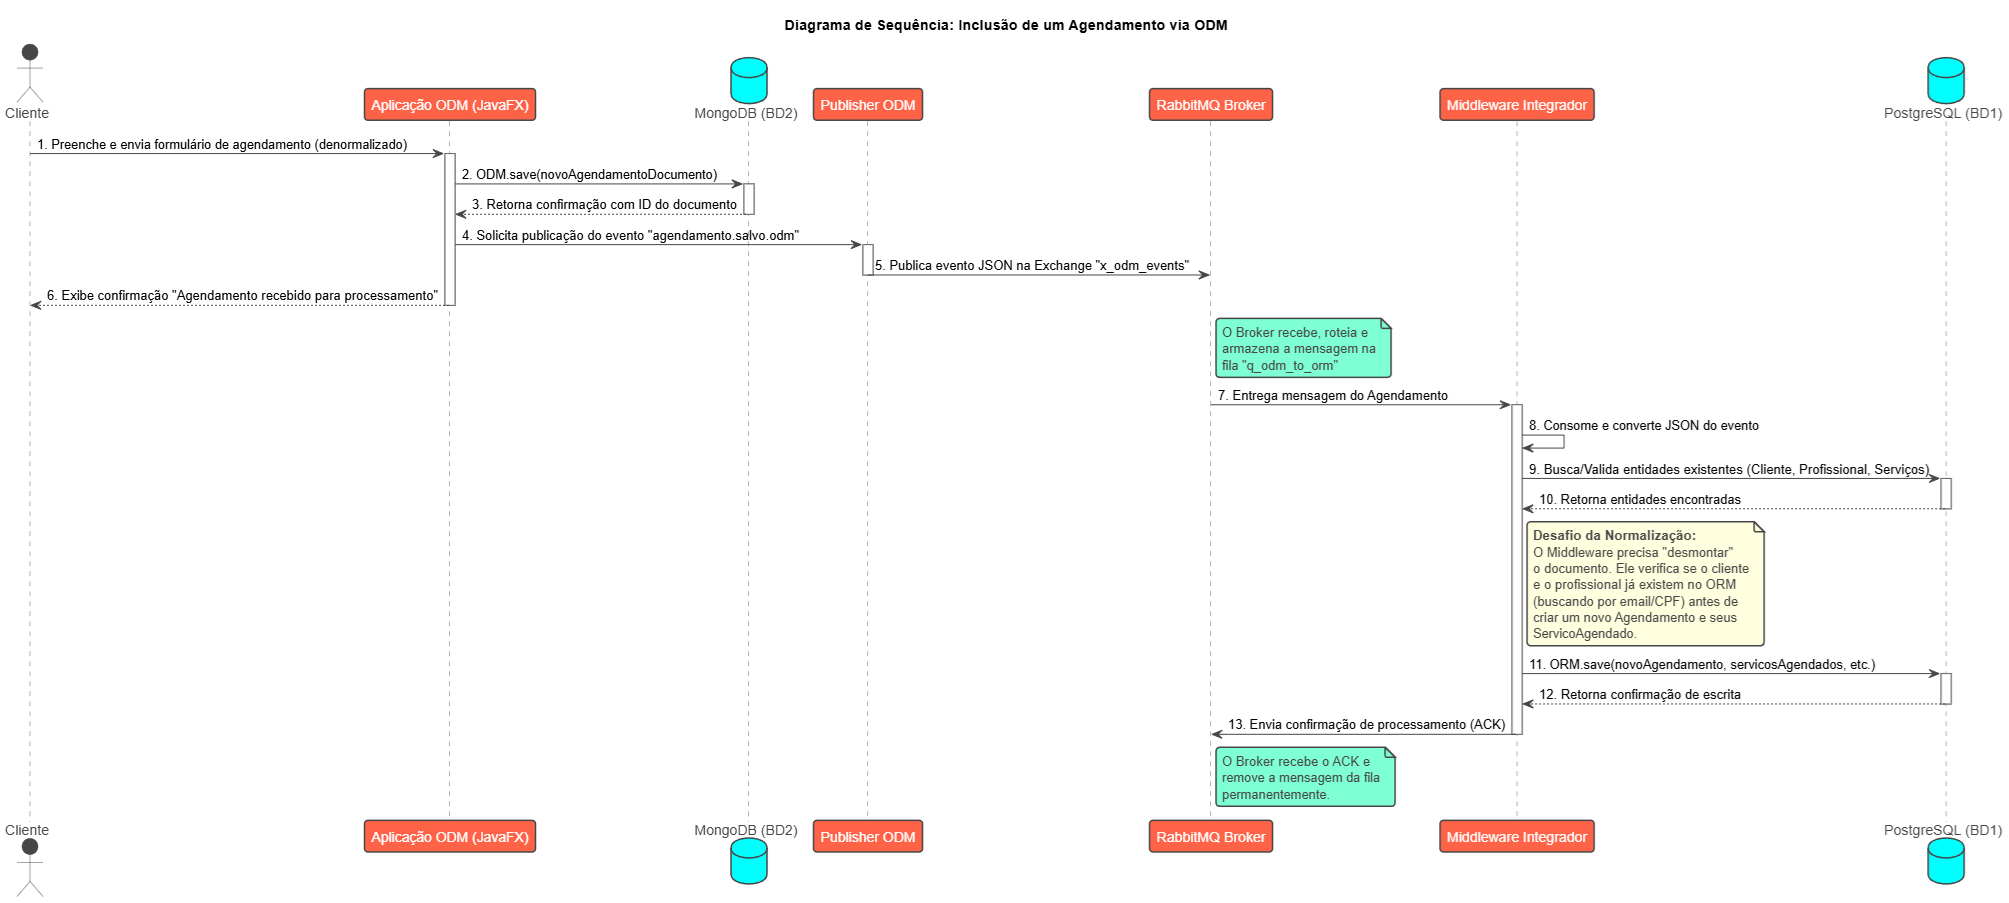 Diagrama de Sequência: Inclusão de um Agendamento via ODM
Cliente
Aplicação ODM (JavaFX)
MongoDB (BD2)
Publisher ODM
RabbitMQ Broker
Middleware Integrador
PostgreSQL (BD1)
1. Preenche e envia formulário de agendamento (denormalizado)
2. ODM.save(novoAgendamentoDocumento)
3. Retorna confirmação com ID do documento
4. Solicita publicação do evento "agendamento.salvo.odm"
5. Publica evento JSON na Exchange "x_odm_events"
6. Exibe confirmação "Agendamento recebido para processamento"
O Broker recebe, roteia e
armazena a mensagem na
fila "q_odm_to_orm"
7. Entrega mensagem do Agendamento
8. Consome e converte JSON do evento
9. Busca/Valida entidades existentes (Cliente, Profissional, Serviços)
10. Retorna entidades encontradas
Desafio da Normalização:
O Middleware precisa "desmontar"
o documento. Ele verifica se o cliente
e o profissional já existem no ORM
(buscando por email/CPF) antes de
criar um novo Agendamento e seus
ServicoAgendado.
11. ORM.save(novoAgendamento, servicosAgendados, etc.)
12. Retorna confirmação de escrita
13. Envia confirmação de processamento (ACK)
O Broker recebe o ACK e
remove a mensagem da fila
permanentemente.
Cliente
Aplicação ODM (JavaFX)
MongoDB (BD2)
Publisher ODM
RabbitMQ Broker
Middleware Integrador
PostgreSQL (BD1)